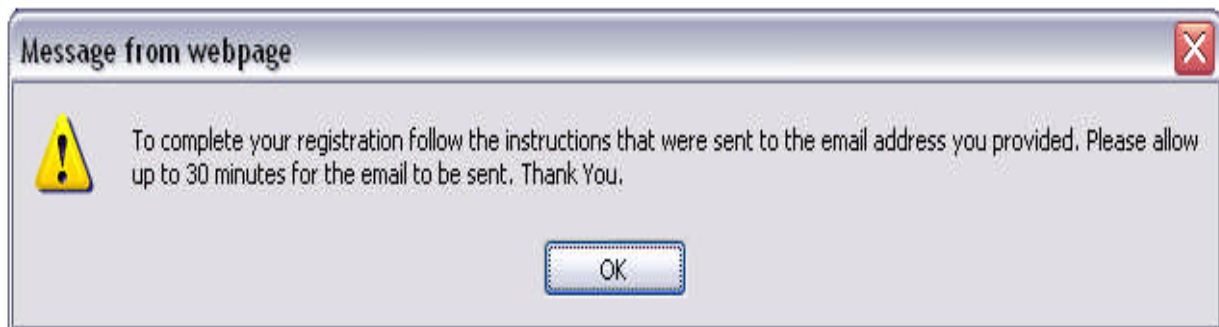 Message from webpage
To complete your registration follow the instructions that were sent to the email address you provided. Please allow
up to 30 minutes for the email to be sent. Thank You.
OK